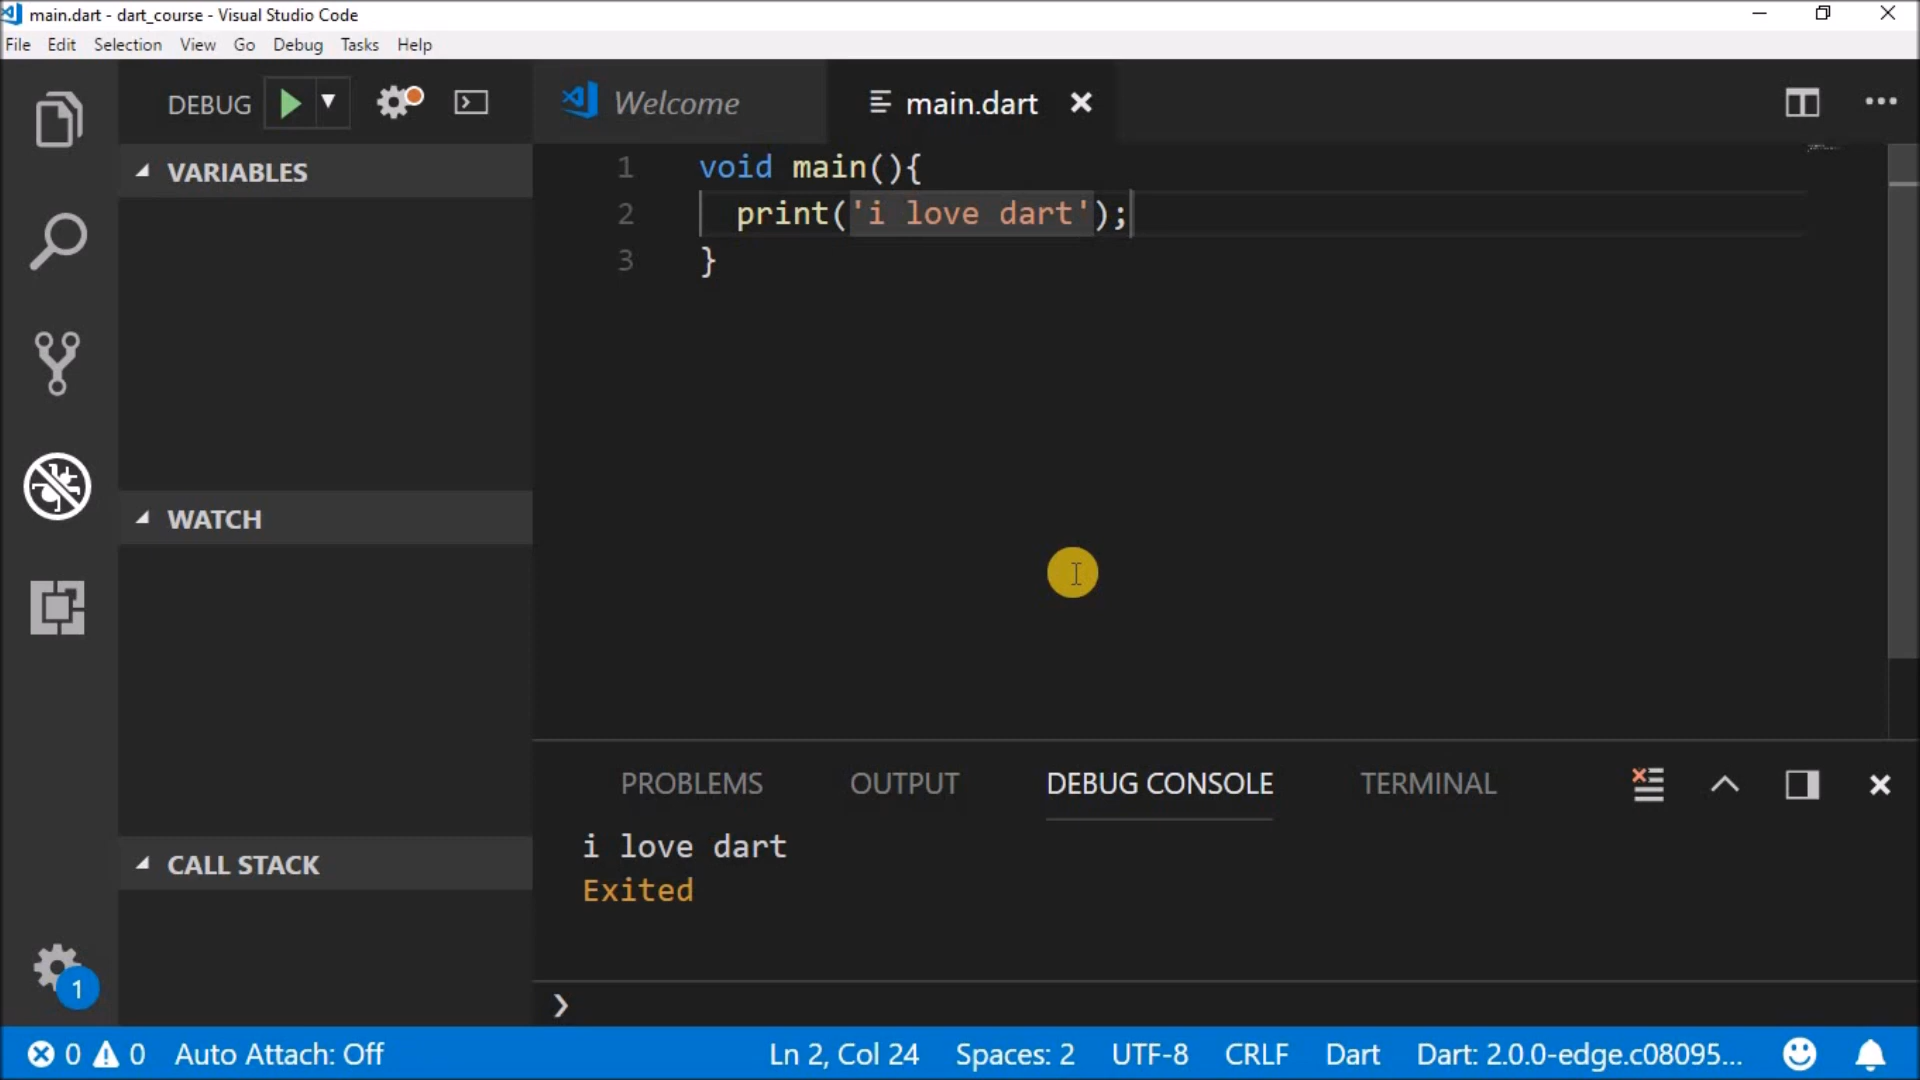 main.dart - dart_course - Visual Studio Code
File Edit Selection View Go Debug Tasks Help
DEBUG
Welcome
main.dart
VARIABLES
WATCH
CALL STACK
1 void main(){
2 print('i love dart');
3 }
PROBLEMS OUTPUT DEBUG CONSOLE TERMINAL
i love dart
Exited
❯
1
0 0 Auto Attach: Off Ln 2, Col 24 Spaces: 2 UTF-8 CRLF Dart Dart: 2.0.0-edge.c08095...